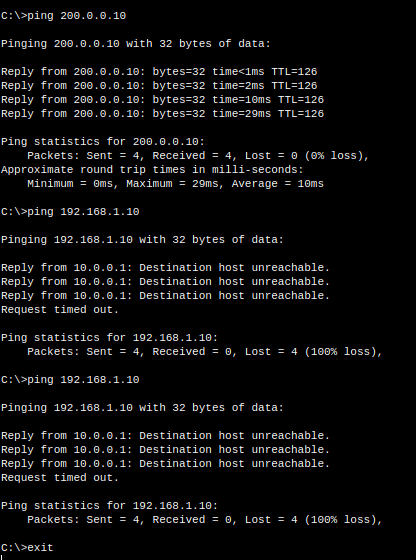 C:\>ping 200.0.0.10
Pinging 200.0.0.10 with 32 bytes of data:
Reply from 200.0.0.10: bytes=32 time<1ms TTL=126
Reply from 200.0.0.10: bytes=32 time=2ms TTL=126
Reply from 200.0.0.10: bytes=32 time=10ms TTL=126
Reply from 200.0.0.10: bytes=32 time=29ms TTL=126
Ping statistics for 200.0.0.10:
    Packets: Sent = 4, Received = 4, Lost = 0 (0% loss),
Approximate round trip times in milli-seconds:
    Minimum = 0ms, Maximum = 29ms, Average = 10ms
C:\>ping 192.168.1.10
Pinging 192.168.1.10 with 32 bytes of data:
Reply from 10.0.0.1: Destination host unreachable.
Reply from 10.0.0.1: Destination host unreachable.
Reply from 10.0.0.1: Destination host unreachable.
Request timed out.
Ping statistics for 192.168.1.10:
    Packets: Sent = 4, Received = 0, Lost = 4 (100% loss),
C:\>ping 192.168.1.10
Pinging 192.168.1.10 with 32 bytes of data:
Reply from 10.0.0.1: Destination host unreachable.
Reply from 10.0.0.1: Destination host unreachable.
Reply from 10.0.0.1: Destination host unreachable.
Request timed out.
Ping statistics for 192.168.1.10:
    Packets: Sent = 4, Received = 0, Lost = 4 (100% loss),
C:\>exit